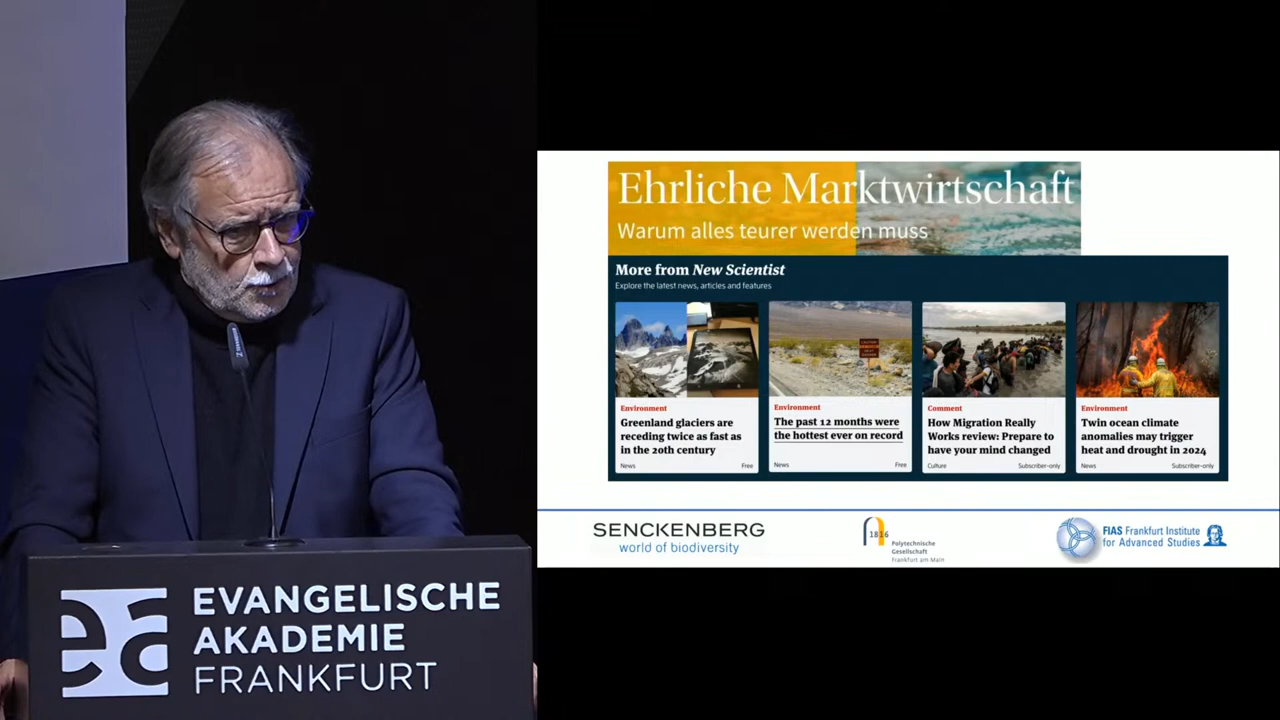 EVANGELISCHE
AKADEMIE
FRANKFURT
Ehrliche Marktwirtschaft
Warum alles teurer werden muss
More from New Scientist
Explore the latest news, articles and features
Environment
Greenland glaciers are
receding twice as fast as
in the 20th century
News Free
Environment
The past 12 months were
the hottest ever on record
News Free
Comment
How Migration Really
Works review: Prepare to
have your mind changed
Culture Subscriber-only
Environment
Twin ocean climate
anomalies may trigger
heat and drought in 2024
News Subscriber-only
SENCKENBERG
world of biodiversity
1816
Polytechnische
Gesellschaft
Frankfurt am Main
FIAS Frankfurt Institute
for Advanced Studies